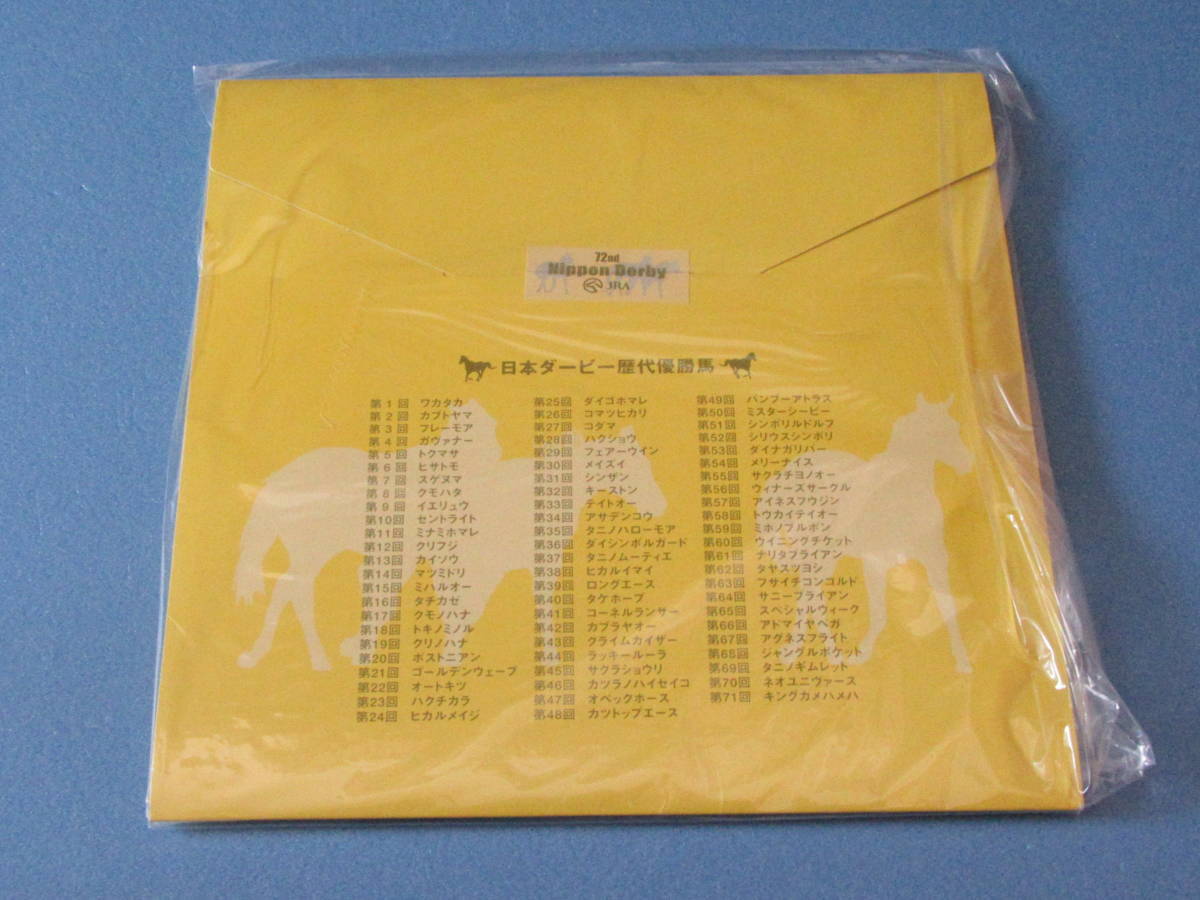 72nd
Nippon Derby
JRA
日本ダービー歴代優勝馬
第1回 ワカタカ
第2回 カブトヤマ
第3回 フレーモア
第4回 ガヴァナー
第5回 トクマサ
第6回 ヒサトモ
第7回 スゲヌマ
第8回 クモハタ
第9回 イエリュウ
第10回 セントライト
第11回 ミナミホマレ
第12回 クリフジ
第13回 カイソウ
第14回 マツミドリ
第15回 ミハルオー
第16回 タチカゼ
第17回 クモノハナ
第18回 トキノミノル
第19回 クリノハナ
第20回 ボストニアン
第21回 ゴールデンウェーブ
第22回 オートキツ
第23回 ハクチカラ
第24回 ヒカルメイジ
第25回 ダイゴホマレ
第26回 コマツヒカリ
第27回 コダマ
第28回 ハクショウ
第29回 フェアーウイン
第30回 メイズイ
第31回 シンザン
第32回 キーストン
第33回 テイトオー
第34回 アサデンコウ
第35回 タニノハローモア
第36回 ダイシンボルガード
第37回 タニノムーティエ
第38回 ヒカルイマイ
第39回 ロングエース
第40回 タケホープ
第41回 コーネルランサー
第42回 カブラヤオー
第43回 クライムカイザー
第44回 ラッキールーラ
第45回 サクラショウリ
第46回 カツラノハイセイコ
第47回 オペックホース
第48回 カツトップエース
第49回 バンブーアトラス
第50回 ミスターシービー
第51回 シンボリルドルフ
第52回 シリウスシンボリ
第53回 ダイナガリバー
第54回 メリーナイス
第55回 サクラチヨノオー
第56回 ウィナーズサークル
第57回 アイネスフウジン
第58回 トウカイテイオー
第59回 ミホノブルボン
第60回 ウイニングチケット
第61回 ナリタブライアン
第62回 タヤスツヨシ
第63回 フサイチコンコルド
第64回 サニーブライアン
第65回 スペシャルウィーク
第66回 アドマイヤベガ
第67回 アグネスフライト
第68回 ジャングルポケット
第69回 タニノギムレット
第70回 ネオユニヴァース
第71回 キングカメハメハ